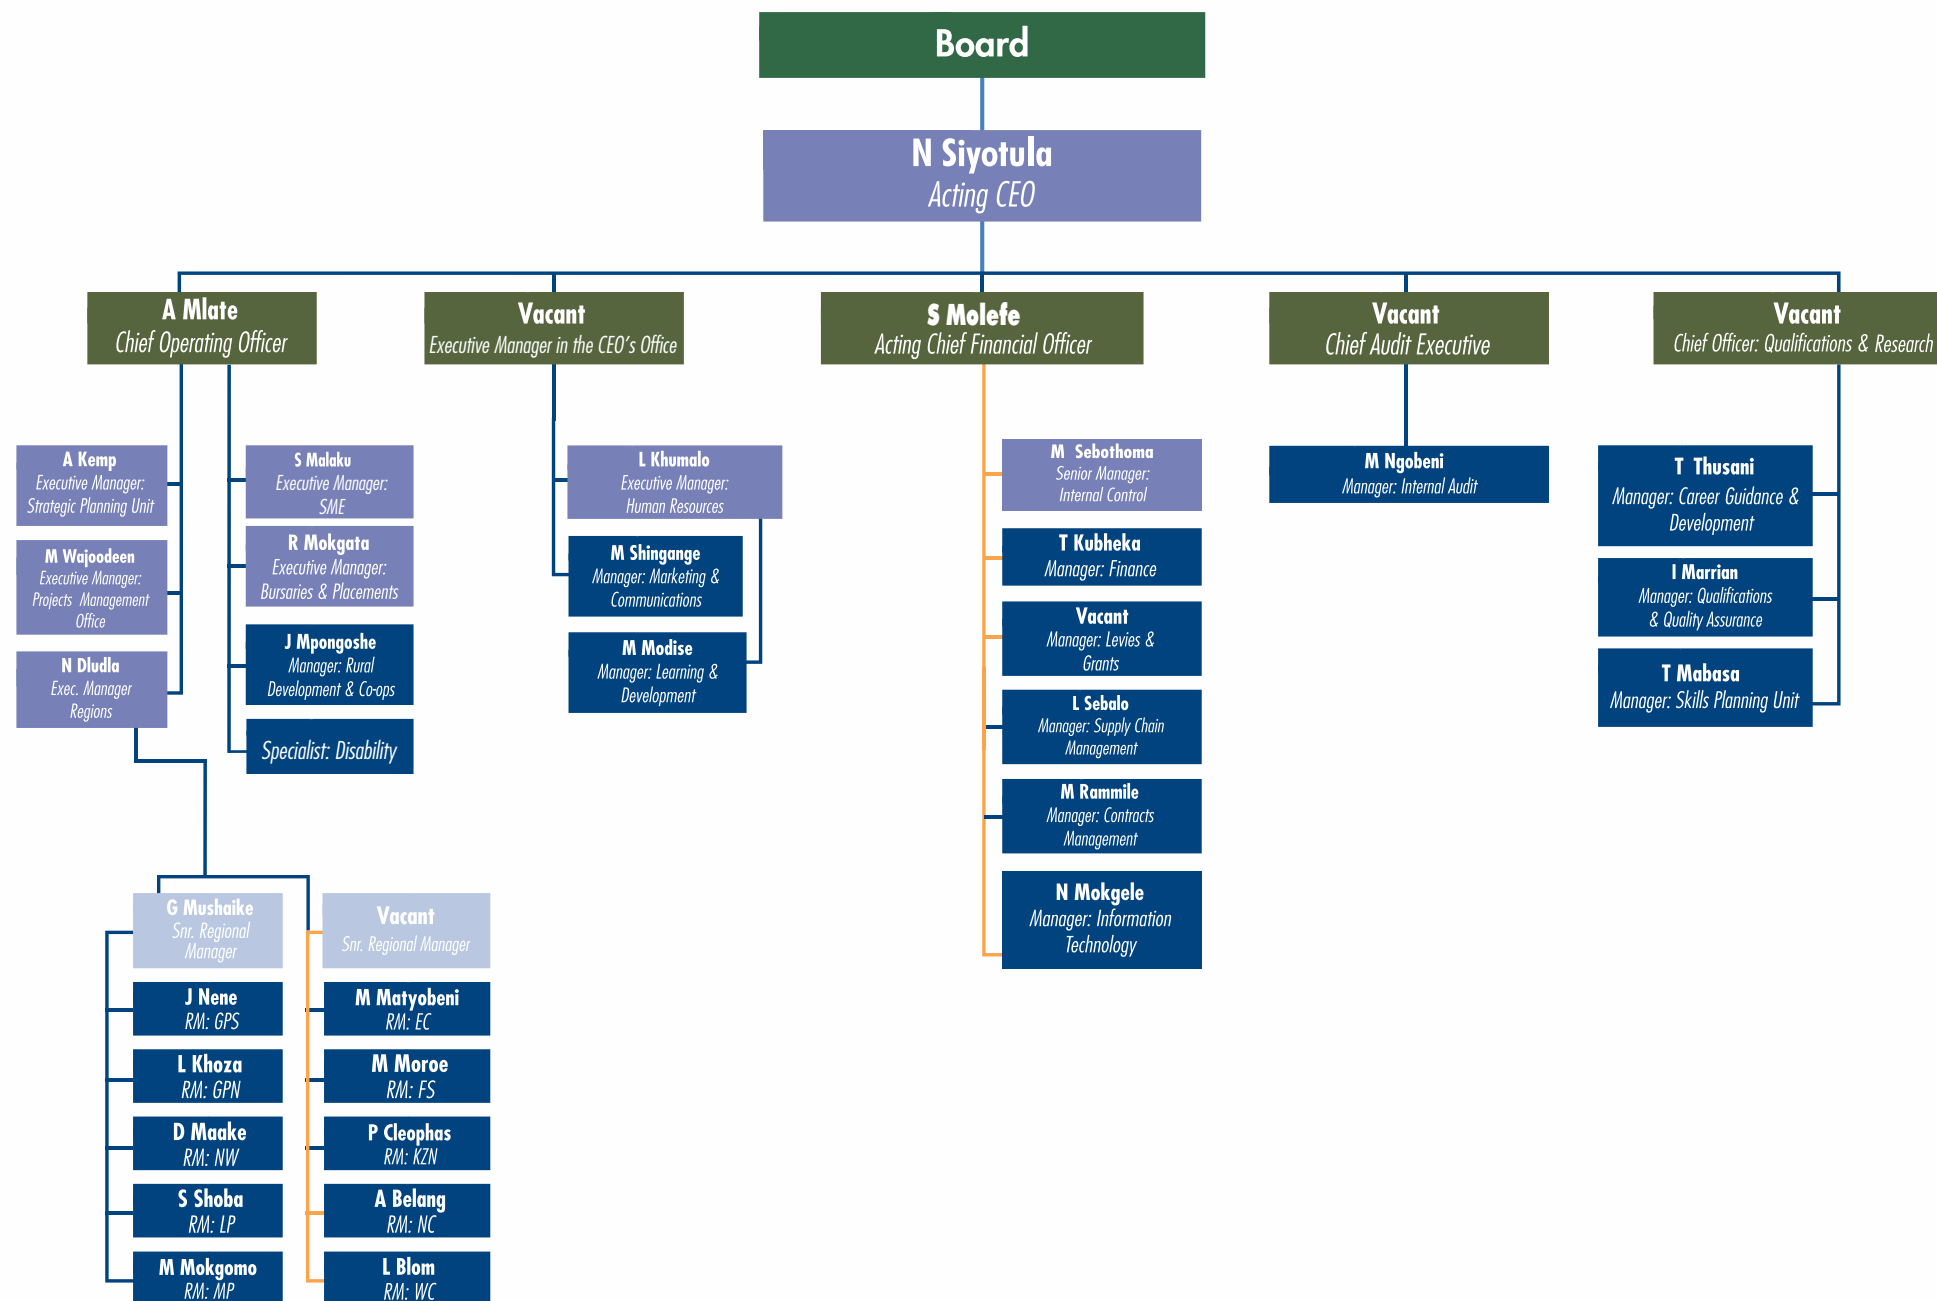 Board
N Siyotula
Acting CEO
A Mlate
Chief Operating Officer
Vacant
Executive Manager in the CEO's Office
S Molefe
Acting Chief Financial Officer
Vacant
Chief Audit Executive
Vacant
Chief Officer: Qualifications & Research
A Kemp
Executive Manager:
Strategic Planning Unit
M Wajoodeen
Executive Manager:
Projects Management
Office
N Dludla
Exec. Manager
Regions
S Malaku
Executive Manager:
SME
R Mokgata
Executive Manager:
Bursaries & Placements
J Mpongoshe
Manager: Rural
Development & Co-ops
Specialist: Disability
L Khumalo
Executive Manager:
Human Resources
M Shingange
Manager: Marketing &
Communications
M Modise
Manager: Learning &
Development
M Sebothoma
Senior Manager:
Internal Control
T Kubheka
Manager: Finance
Vacant
Manager: Levies &
Grants
L Sebalo
Manager: Supply Chain
Management
M Rammile
Manager: Contracts
Management
N Mokgele
Manager: Information
Technology
M Ngobeni
Manager: Internal Audit
T Thusani
Manager: Career Guidance &
Development
I Marrian
Manager: Qualifications
& Quality Assurance
T Mabasa
Manager: Skills Planning Unit
G Mushaike
Snr. Regional
Manager
J Nene
RM: GPS
L Khoza
RM: GPN
D Maake
RM: NW
S Shoba
RM: LP
M Mokgomo
RM: MP
Vacant
Snr. Regional Manager
M Matyobeni
RM: EC
M Moroe
RM: FS
P Cleophas
RM: KZN
A Belang
RM: NC
L Blom
RM: WC